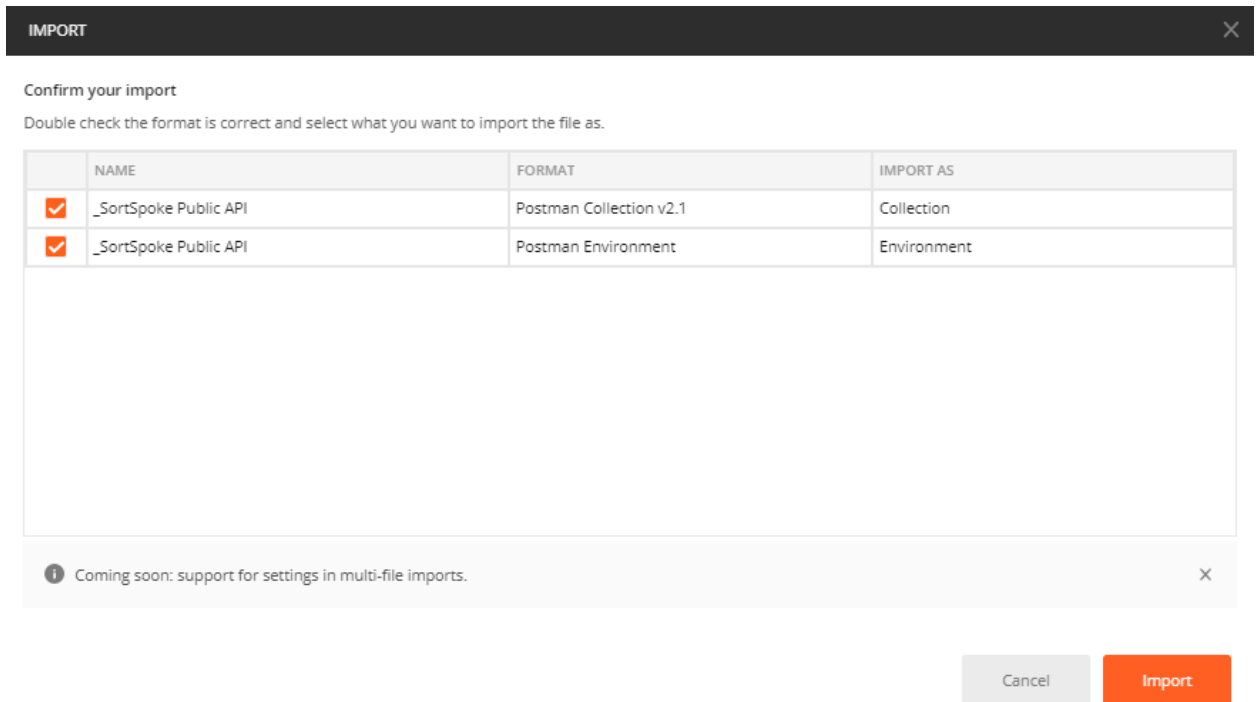 IMPORT
Confirm your import
Double check the format is correct and select what you want to import the file as.
NAME FORMAT IMPORT AS
_SortSpoke Public API Postman Collection v2.1 Collection
_SortSpoke Public API Postman Environment Environment
Coming soon: support for settings in multi-file imports.
Cancel Import